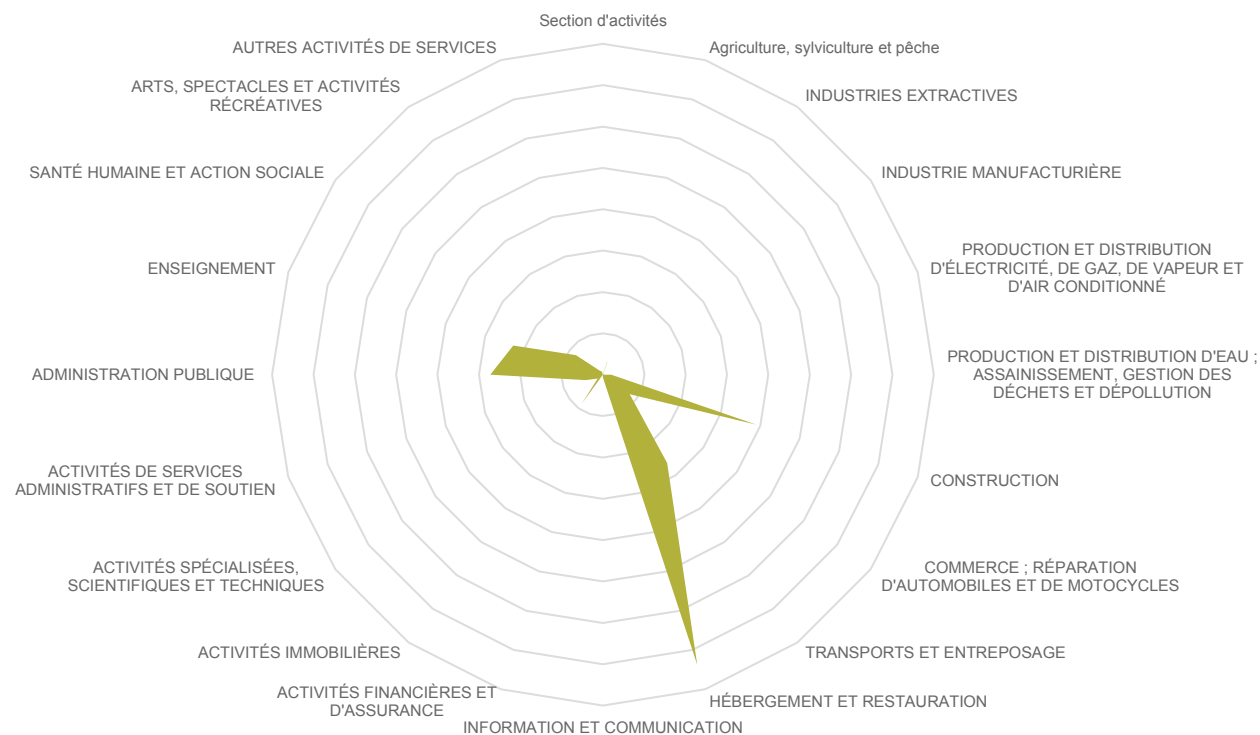 Section d'activités
Agriculture, sylviculture et pêche
INDUSTRIES EXTRACTIVES
INDUSTRIE MANUFACTURIÈRE
PRODUCTION ET DISTRIBUTION
D'ÉLECTRICITÉ, DE GAZ, DE VAPEUR ET
D'AIR CONDITIONNÉ
PRODUCTION ET DISTRIBUTION D'EAU ;
ASSAINISSEMENT, GESTION DES
DÉCHETS ET DÉPOLLUTION
CONSTRUCTION
COMMERCE ; RÉPARATION
D'AUTOMOBILES ET DE MOTOCYCLES
TRANSPORTS ET ENTREPOSAGE
HÉBERGEMENT ET RESTAURATION
INFORMATION ET COMMUNICATION
ACTIVITÉS FINANCIÈRES ET
D'ASSURANCE
ACTIVITÉS IMMOBILIÈRES
ACTIVITÉS SPÉCIALISÉES,
SCIENTIFIQUES ET TECHNIQUES
ACTIVITÉS DE SERVICES
ADMINISTRATIFS ET DE SOUTIEN
ADMINISTRATION PUBLIQUE
ENSEIGNEMENT
SANTÉ HUMAINE ET ACTION SOCIALE
ARTS, SPECTACLES ET ACTIVITÉS
RÉCRÉATIVES
AUTRES ACTIVITÉS DE SERVICES